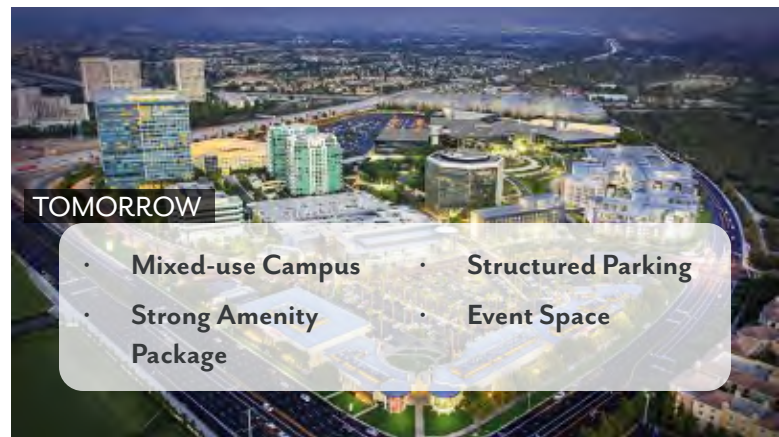 TOMORROW
· Mixed-use Campus
· Strong Amenity
Package
· Structured Parking
· Event Space